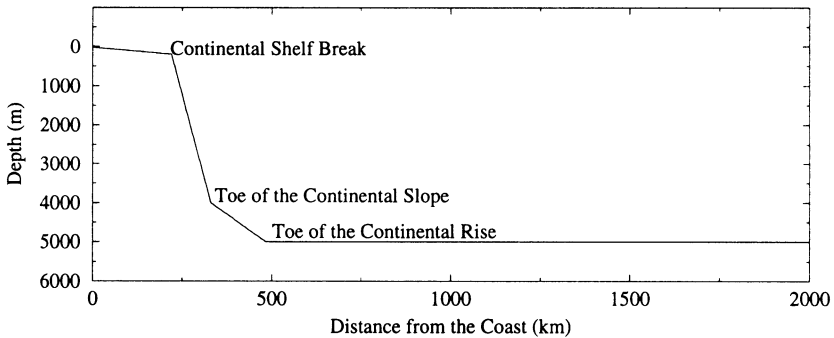 0
1000
2000
3000
4000
5000
6000
Depth (m)
Continental Shelf Break
Toe of the Continental Slope
Toe of the Continental Rise
0 500 1000 1500 2000
Distance from the Coast (km)